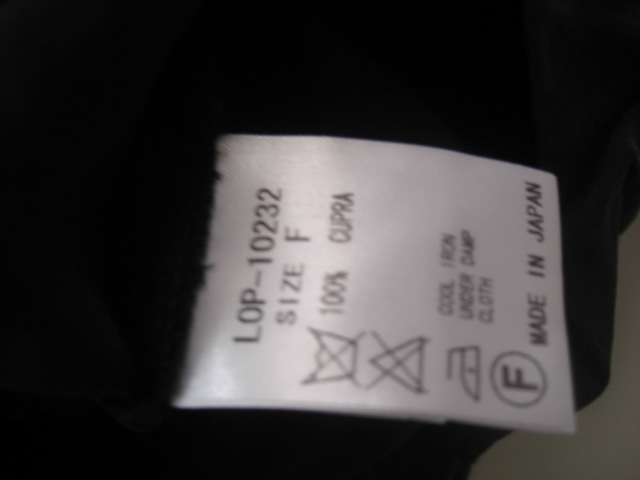 LOP-10232
SIZE F
100% CUPRA
COOL IRON
UNDER DAMP
CLOTH
F
MADE IN JAPAN